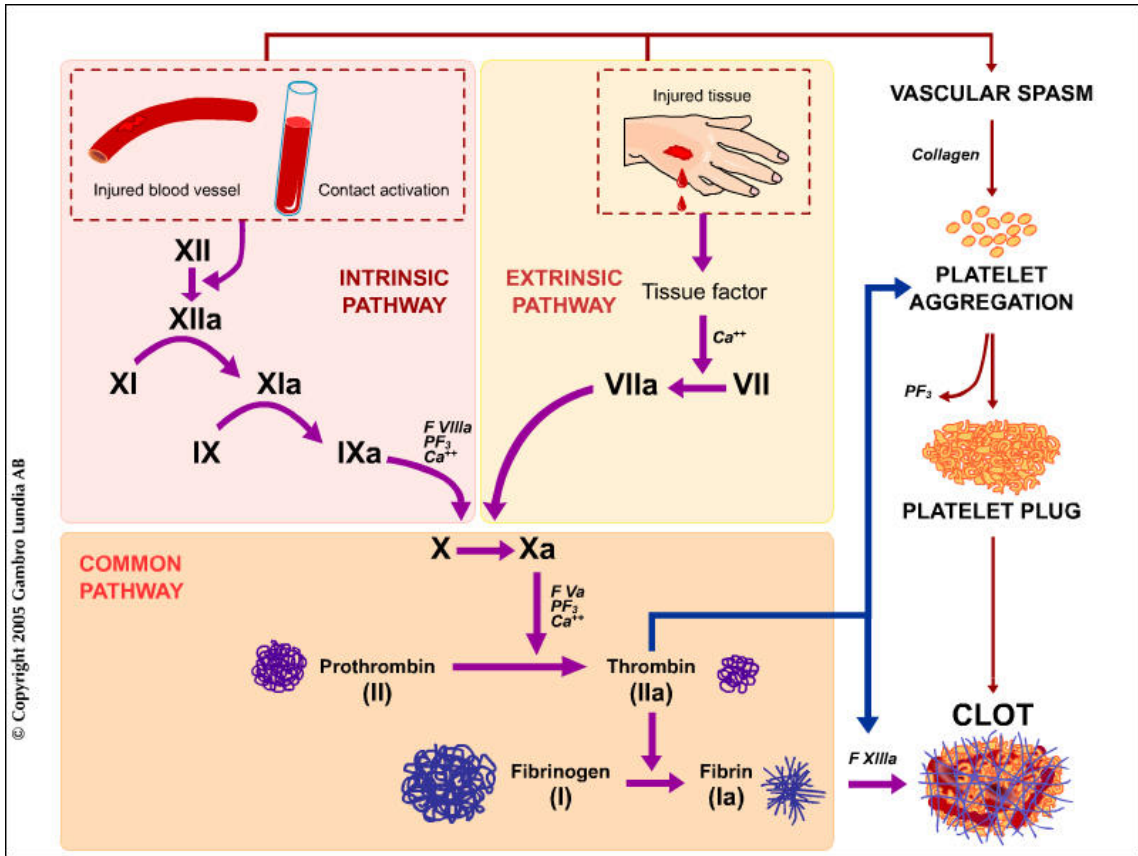 Injured blood vessel
Contact activation
XII
XIIa
XI
XIa
IX
IXa
F VIIIa
PF₃
Ca⁺⁺
INTRINSIC
PATHWAY
Injured tissue
EXTRINSIC
PATHWAY
Tissue factor
Ca⁺⁺
VIIa
VII
COMMON
PATHWAY
X
Xa
F Va
PF₃
Ca⁺⁺
Prothrombin
(II)
Thrombin
(IIa)
Fibrinogen
(I)
Fibrin
(Ia)
F XIIIa
VASCULAR SPASM
Collagen
PLATELET
AGGREGATION
PF₃
PLATELET PLUG
CLOT
© Copyright 2005 Gambro Lundia AB